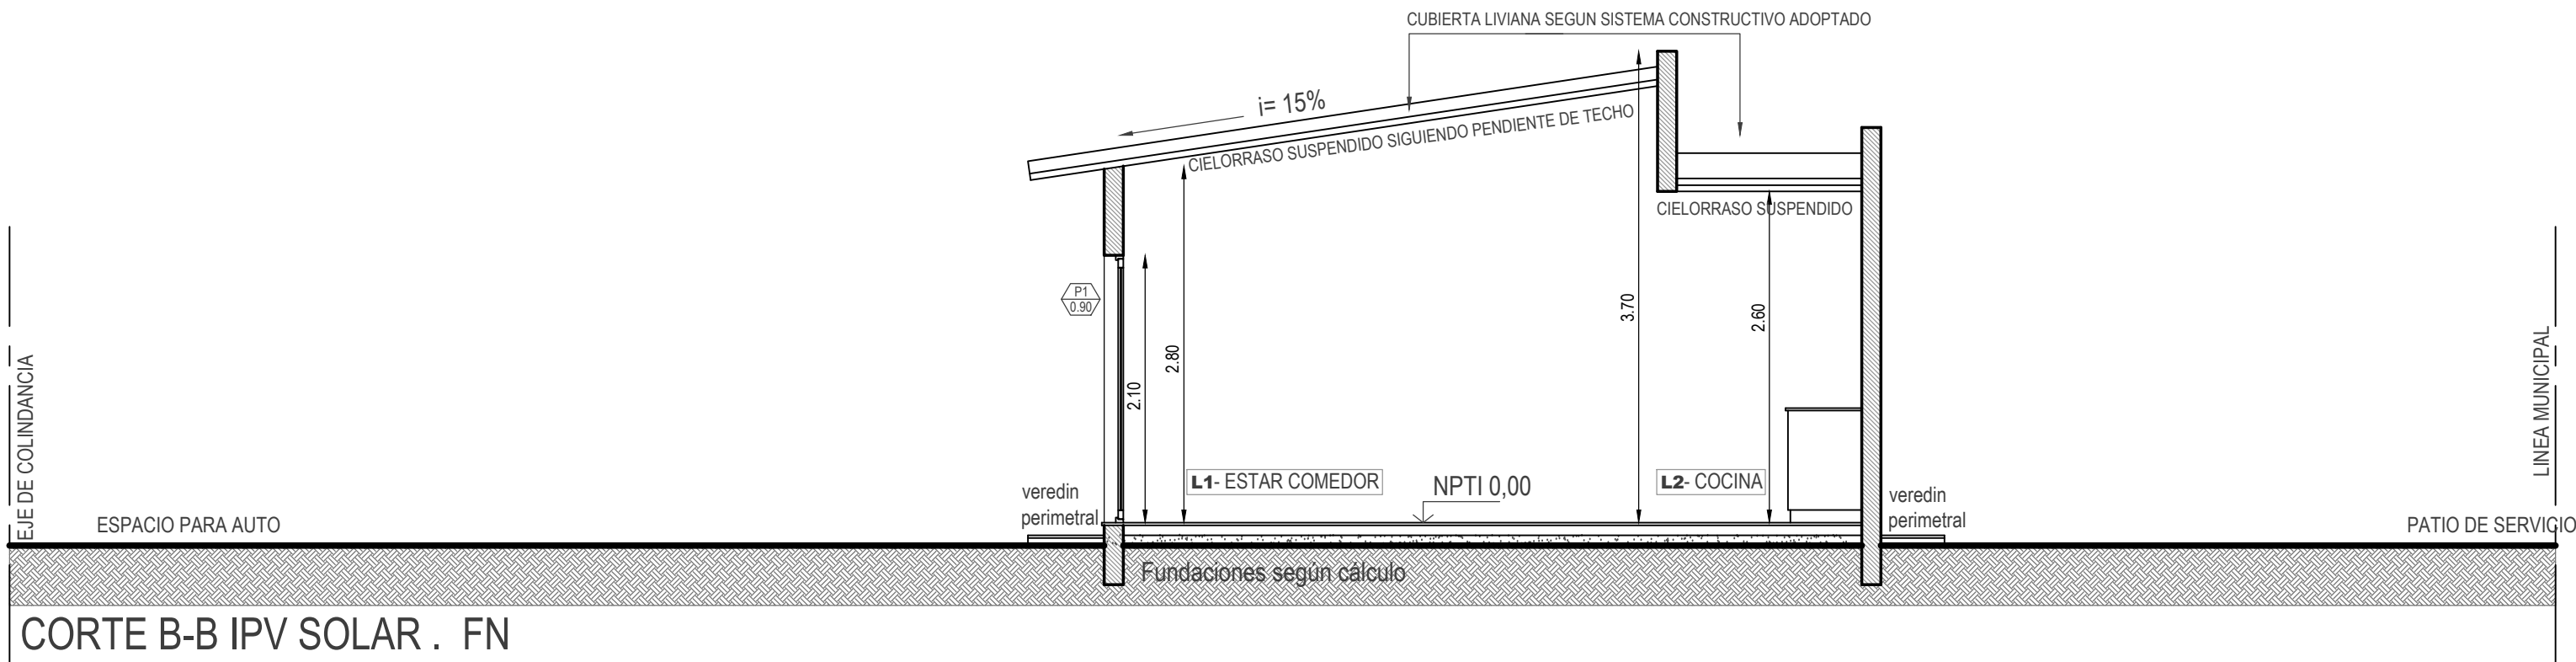 CUBIERTA LIVIANA SEGUN SISTEMA CONSTRUCTIVO ADOPTADO
i= 15%
CIELORRASO SUSPENDIDO SIGUIENDO PENDIENTE DE TECHO
CIELORRASO SUSPENDIDO
P1
0.90
2.10
2.80
3.70
2.60
EJE DE COLINDANCIA
LINEA MUNICIPAL
L1- ESTAR COMEDOR
NPTI 0,00
L2- COCINA
veredin
perimetral
veredin
perimetral
ESPACIO PARA AUTO
PATIO DE SERVICIO
Fundaciones según cálculo
CORTE B-B IPV SOLAR . FN